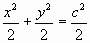 x²/2 + y²/2 = c²/2